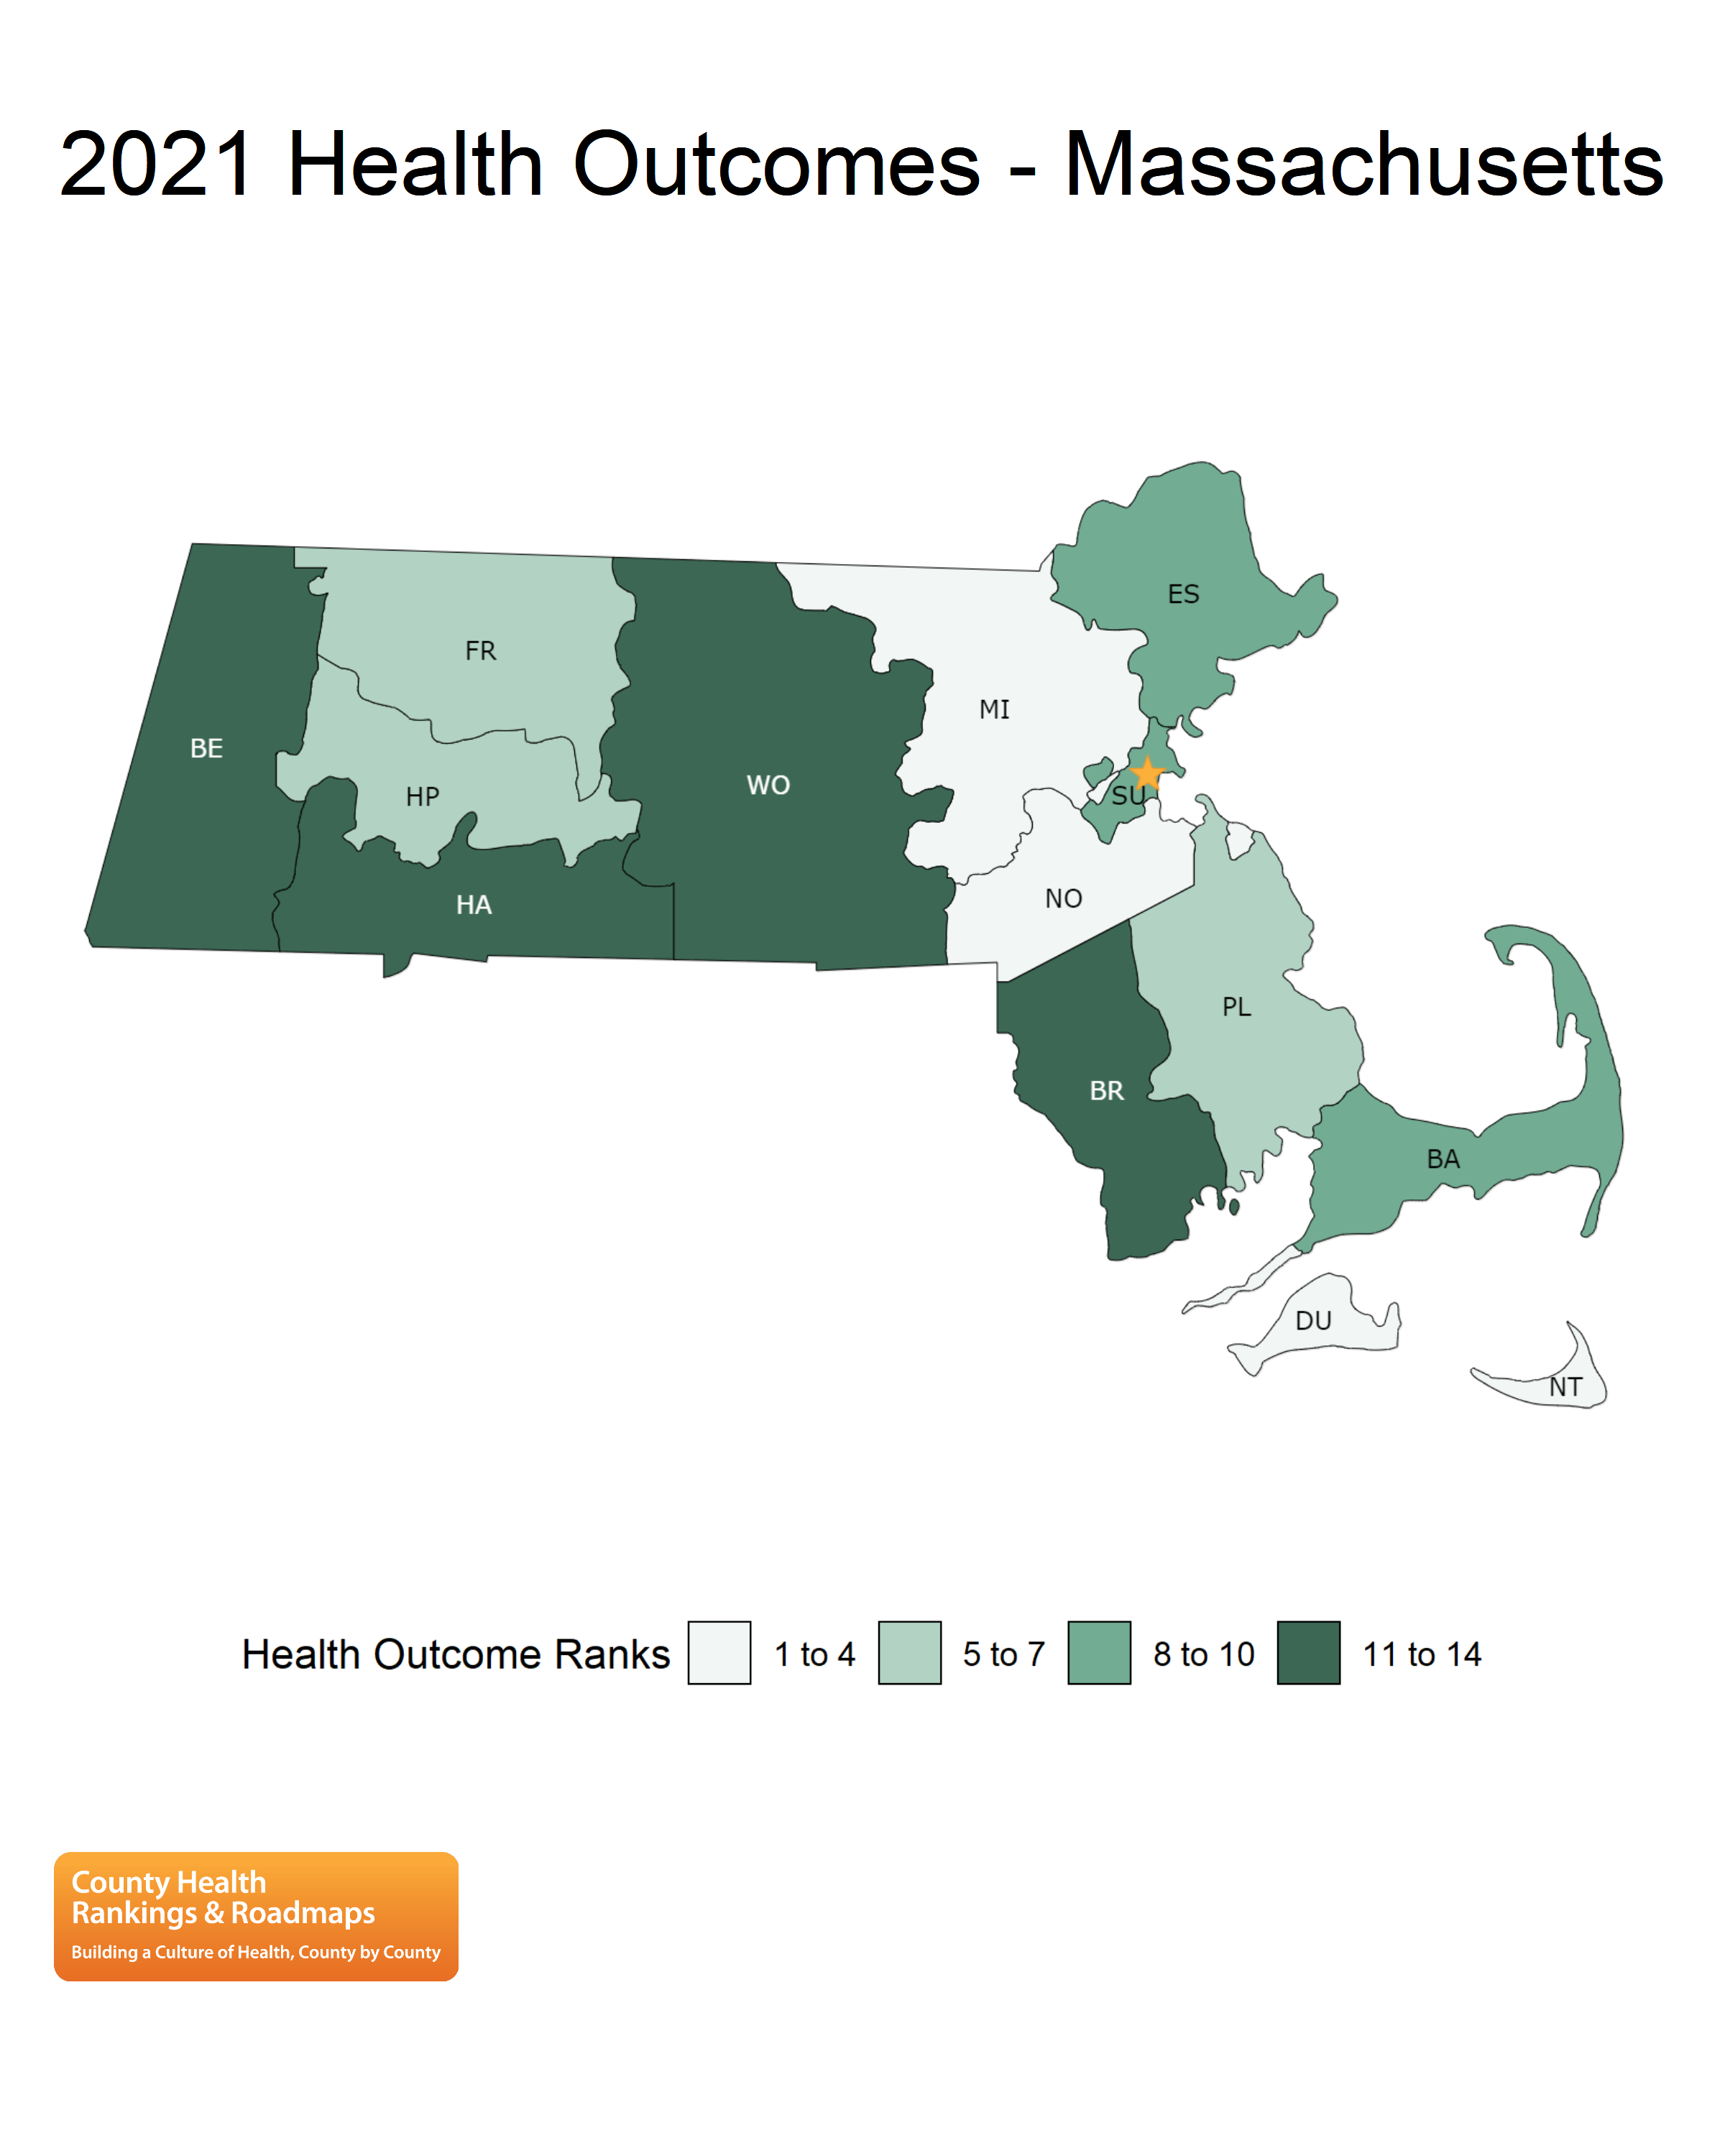 2021 Health Outcomes - Massachusetts
ES
FR
MI
BE
WO
HP
SU
NO
HA
PL
BR
BA
DU
NT
Health Outcome Ranks 1 to 4 5 to 7 8 to 10 11 to 14
County Health
Rankings & Roadmaps
Building a Culture of Health, County by County